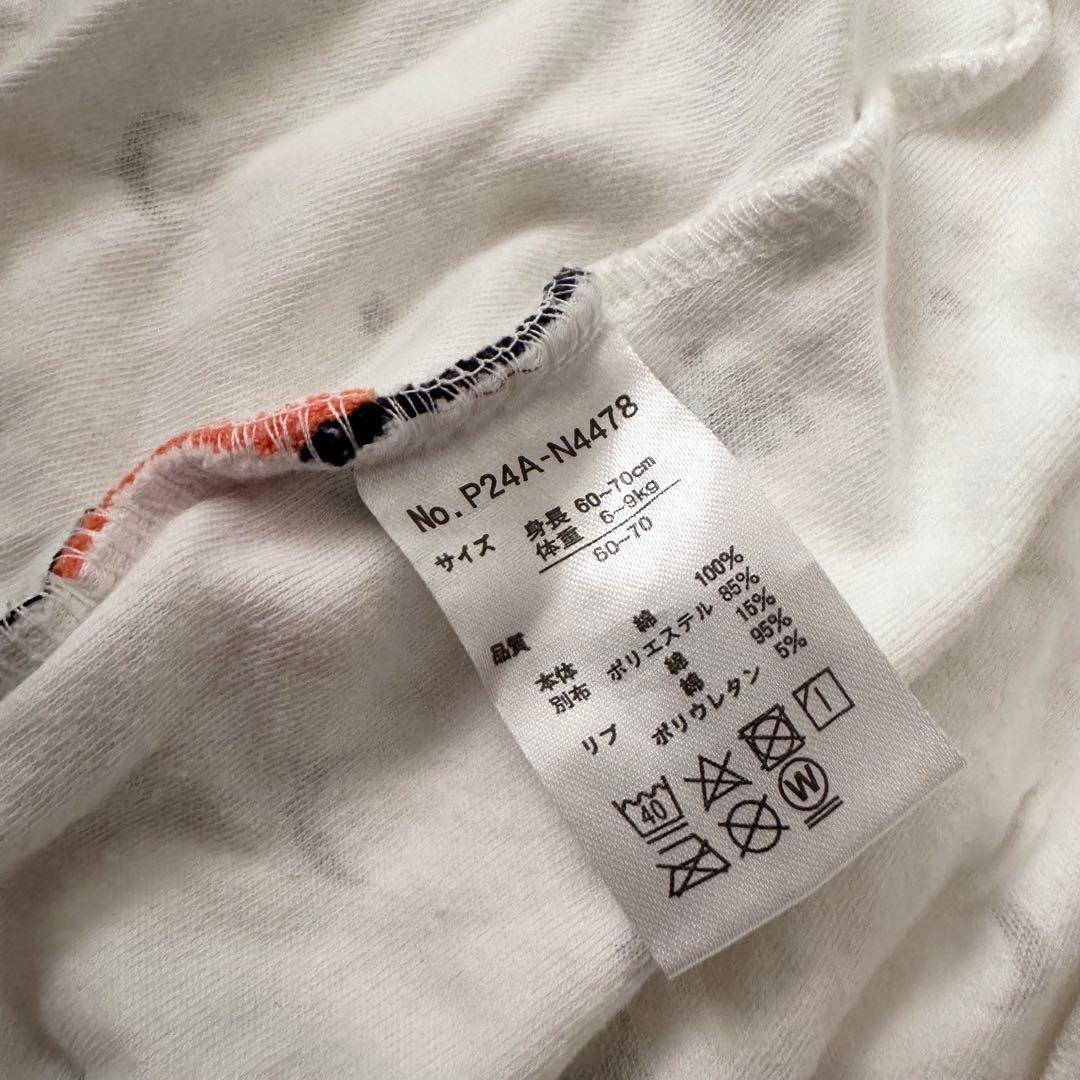 No.P24A-N4478
サイズ 身長 60~70cm
体重 6~9kg
60~70
品質
本体 綿 100%
別布 ポリエステル 85%
綿 15%
リブ 綿 95%
ポリウレタン 5%
40
W